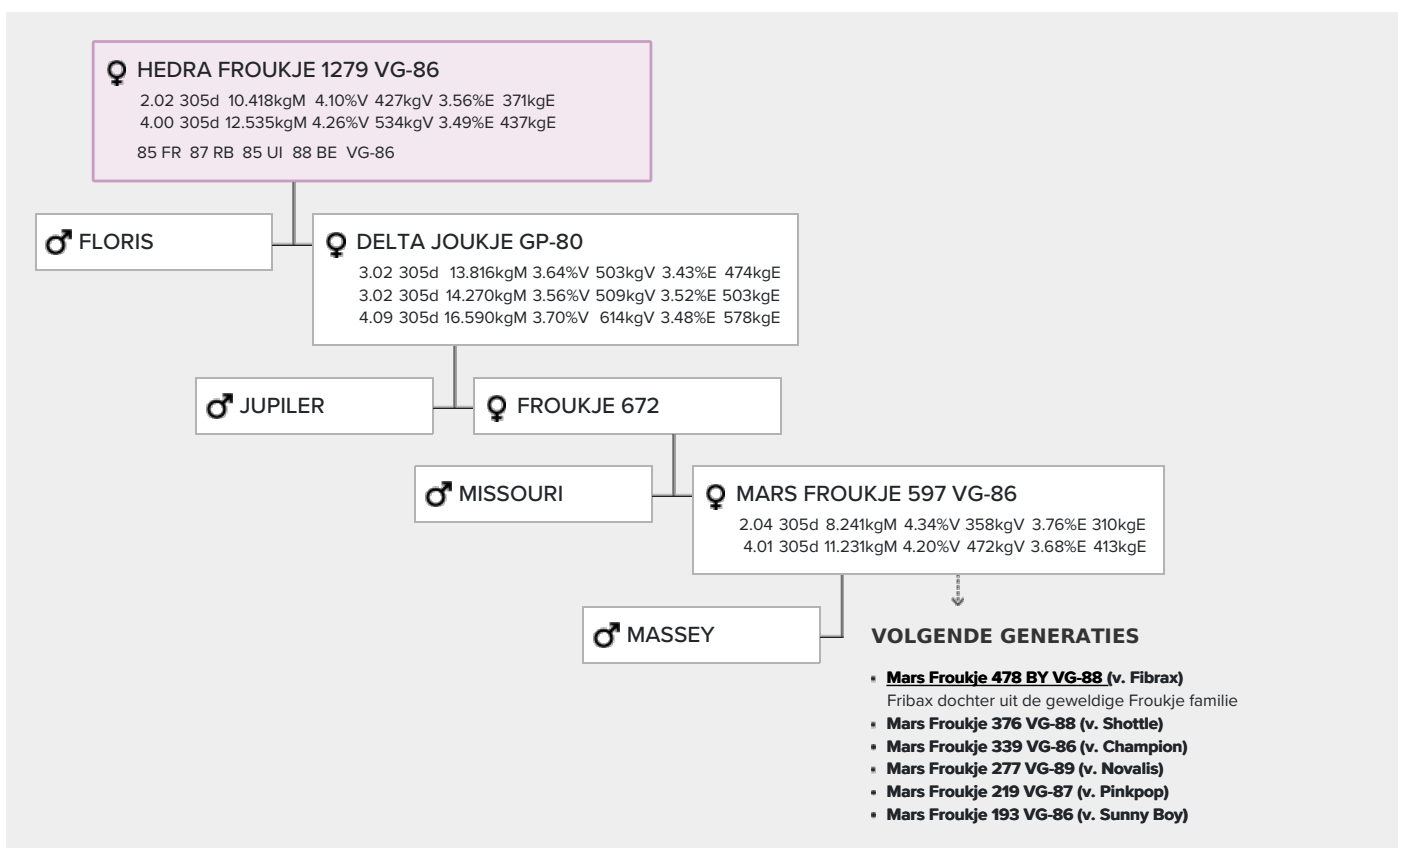 HEDRA FROUKJE 1279 VG-86
2.02 305d 10.418kgM 4.10%V 427kgV 3.56%E 371kgE
4.00 305d 12.535kgM 4.26%V 534kgV 3.49%E 437kgE
85 FR 87 RB 85 UI 88 BE VG-86
FLORIS
DELTA JOUKJE GP-80
3.02 305d 13.816kgM 3.64%V 503kgV 3.43%E 474kgE
3.02 305d 14.270kgM 3.56%V 509kgV 3.52%E 503kgE
4.09 305d 16.590kgM 3.70%V 614kgV 3.48%E 578kgE
JUPILER
FROUKJE 672
MISSOURI
MARS FROUKJE 597 VG-86
2.04 305d 8.241kgM 4.34%V 358kgV 3.76%E 310kgE
4.01 305d 11.231kgM 4.20%V 472kgV 3.68%E 413kgE
MASSEY
VOLGENDE GENERATIES
Mars Froukje 478 BY VG-88 (v. Fibrax)
Fribax dochter uit de geweldige Froukje familie
Mars Froukje 376 VG-88 (v. Shottle)
Mars Froukje 339 VG-86 (v. Champion)
Mars Froukje 277 VG-89 (v. Novalis)
Mars Froukje 219 VG-87 (v. Pinkpop)
Mars Froukje 193 VG-86 (v. Sunny Boy)